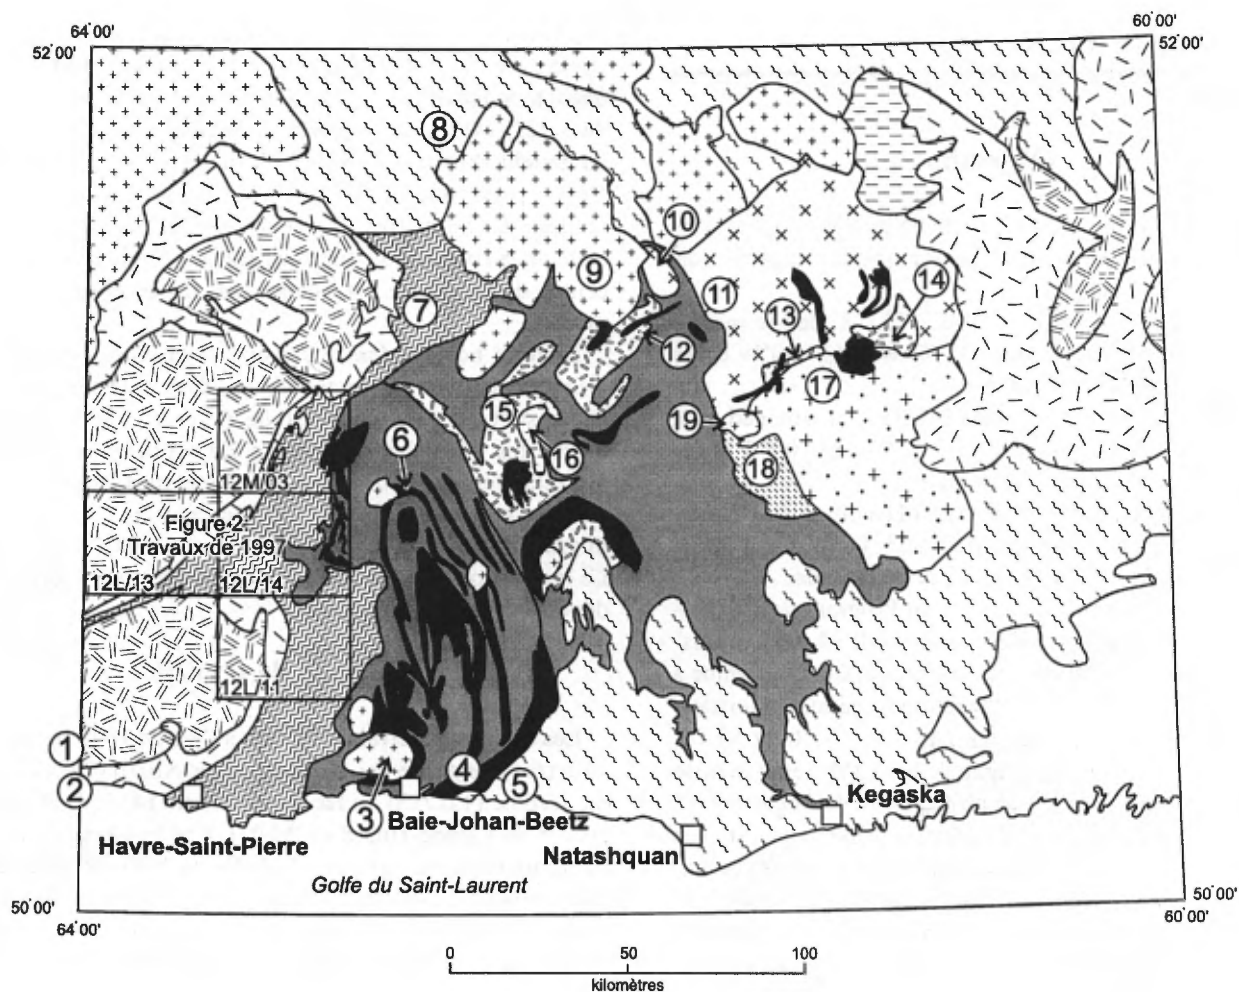 64°00'
60°00'
52°00'
52°00'
8
10
9
7
11
14
13
12
17
15
19
6
16
18
12M/03
Figure 2
Travaux de 199
12L/13
12L/14
12L/11
1
4
5
2
Kegaska
3
Baie-Johan-Beetz
Havre-Saint-Pierre
Natashquan
Golfe du Saint-Laurent
50°00'
50°00'
64°00'
60°00'
0
50
100
kilomètres